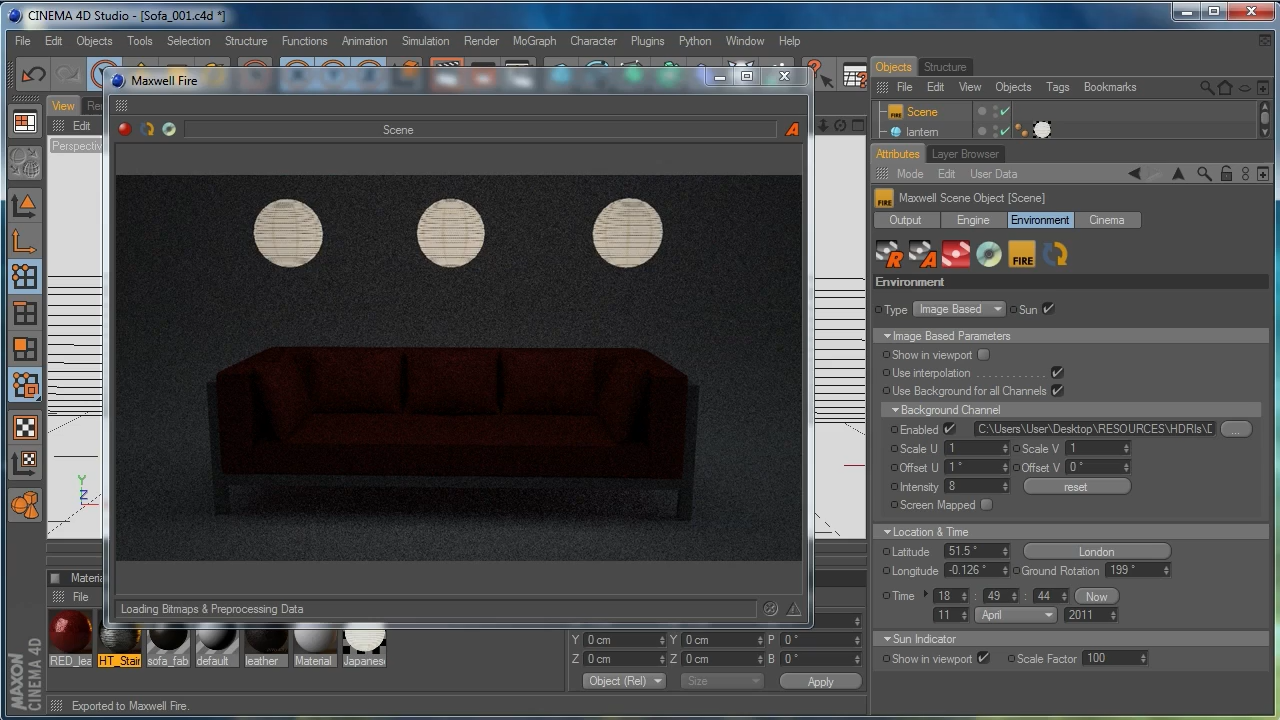 CINEMA 4D Studio - [Sofa_001.c4d *]
File Edit Objects Tools Selection Structure Functions Animation Simulation Render MoGraph Character Plugins Python Window Help
Maxwell Fire
Scene
View
Edit
Loading Bitmaps & Preprocessing Data
File
RED_lea HT_Stain sofa_fab default leather Material Japanes
Y 0 cm Y 0 cm P 0 °
Z 0 cm Z 0 cm B 0 °
Object (Rel) Size Apply
MAXON
CINEMA 4D
Exported to Maxwell Fire.
Objects Structure
File Edit View Objects Tags Bookmarks
FIRE Scene
lantern
Attributes Layer Browser
Mode Edit User Data
FIRE Maxwell Scene Object [Scene]
Output Engine Environment Cinema
R A FIRE
Environment
Type Image Based Sun
Image Based Parameters
Show in viewport
Use interpolation . . . . . . . . . . . .
Use Background for all Channels
Background Channel
Enabled C:\Users\User\Desktop\RESOURCES\HDRIs\D ...
Scale U 1 Scale V 1
Offset U 1 ° Offset V 0 °
Intensity 8 reset
Screen Mapped
Location & Time
Latitude 51.5 ° London
Longitude -0.126 ° Ground Rotation 199 °
Time 18 : 49 : 44 Now
11 April 2011
Sun Indicator
Show in viewport Scale Factor 100